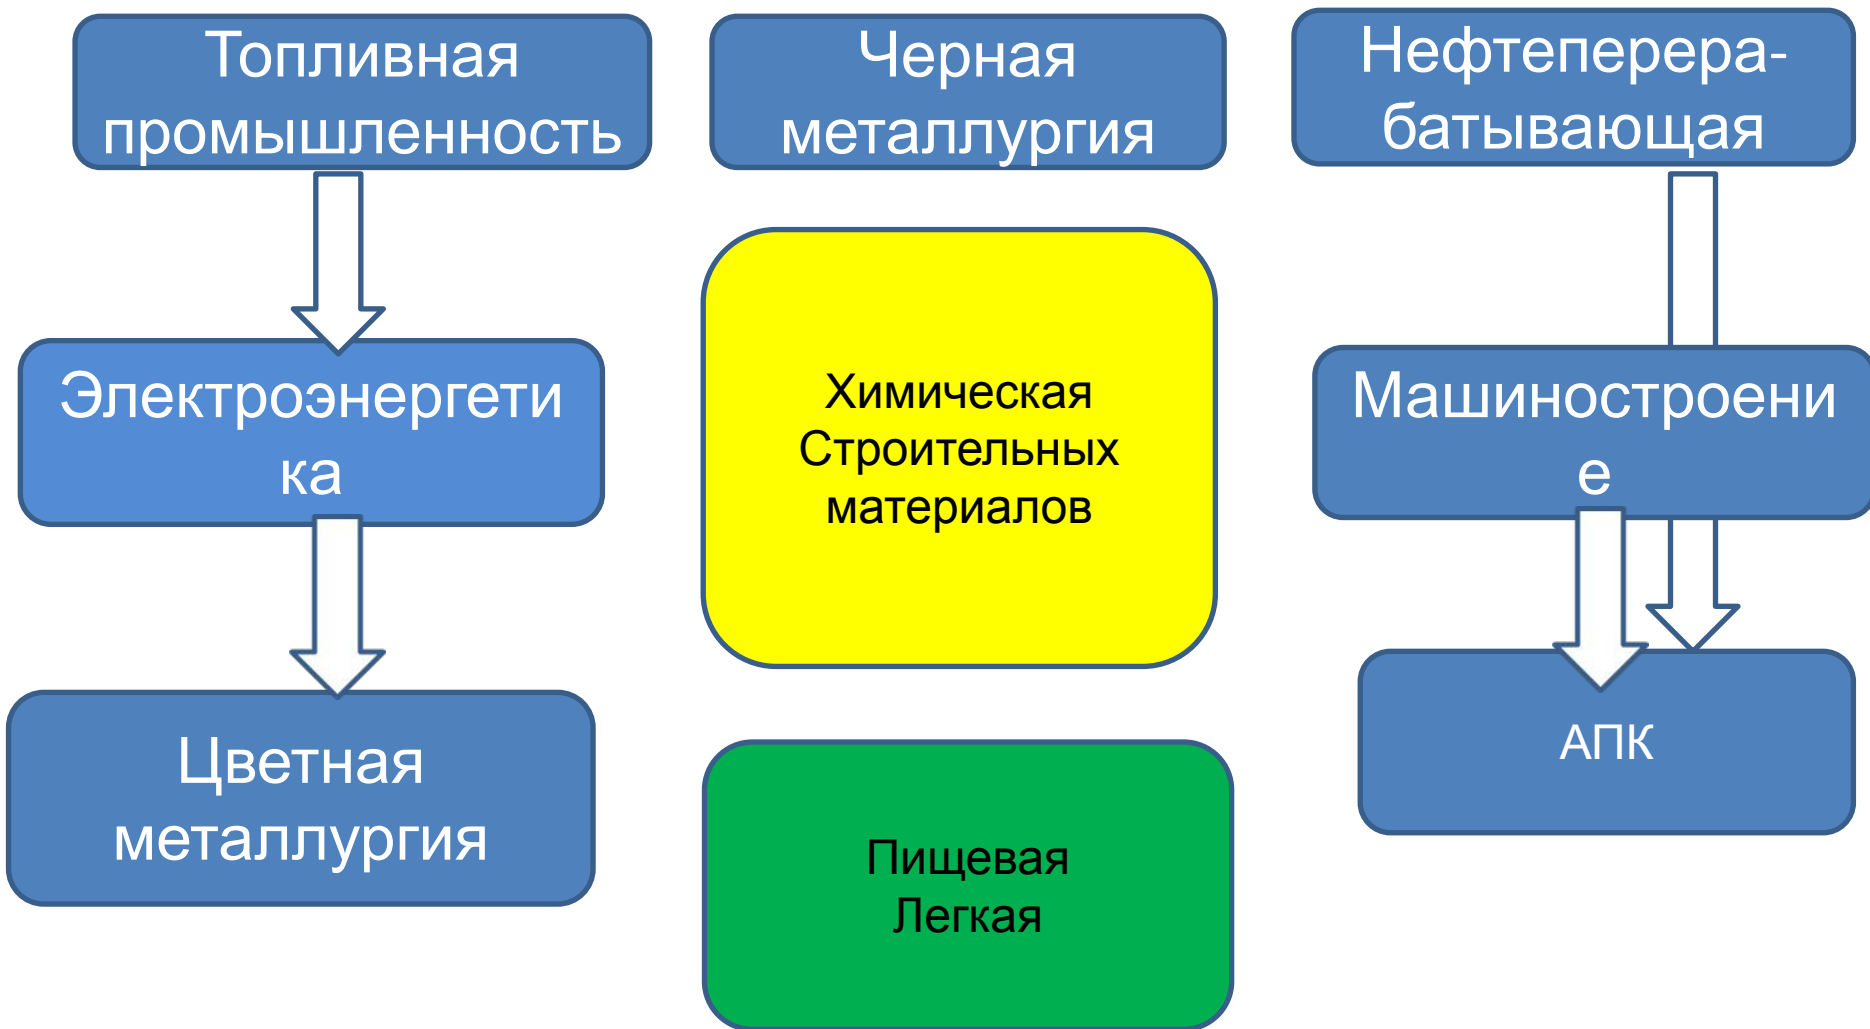 Топливная
промышленность
Черная
металлургия
Нефтеперера-
батывающая
Электроэнергети
ка
Химическая
Строительных
материалов
Машиностроени
е
Цветная
металлургия
Пищевая
Легкая
АПК